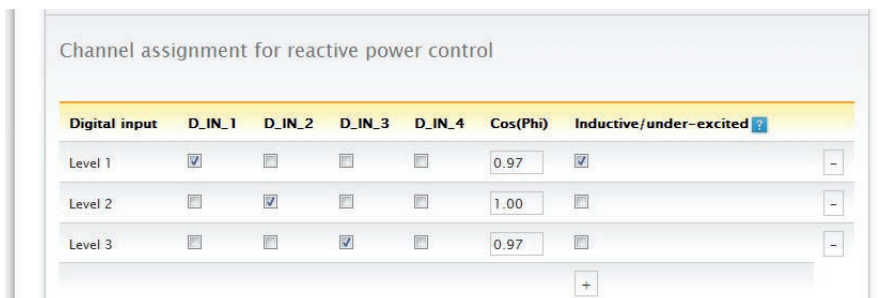 Channel assignment for reactive power control
Digital input D_IN_1 D_IN_2 D_IN_3 D_IN_4 Cos(Phi) Inductive/under-excited ?
Level 1 0.97 -
Level 2 1.00 -
Level 3 0.97 -
+